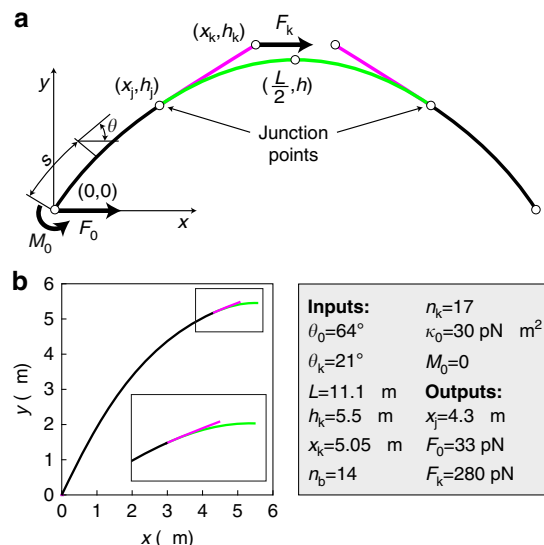 a
(x_k, h_k)
F_k
y
(x_j, h_j)
(L/2, h)
θ
Junction
points
s
(0,0)
x
M_0
F_0
b
6
5
4
3
2
1
0
y ( m)
0 1 2 3 4 5 6
x ( m)
Inputs: n_k=17
θ_0=64° κ_0=30 pN m²
θ_k=21° M_0=0
L=11.1 m Outputs:
h_k=5.5 m x_j=4.3 m
x_k=5.05 m F_0=33 pN
n_b=14 F_k=280 pN